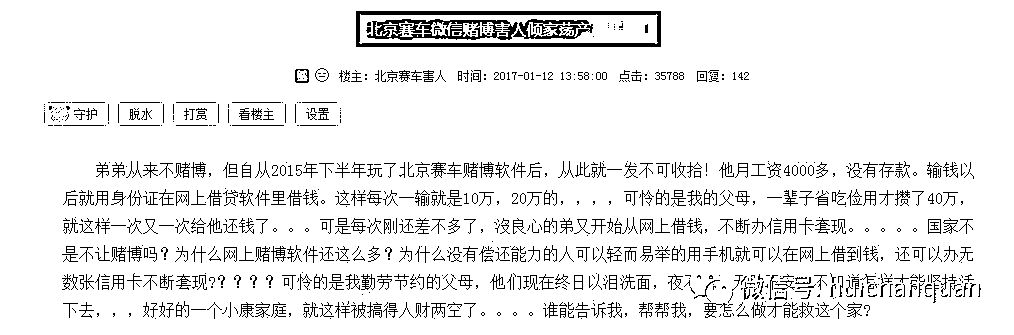 北京赛车微信赌博害人倾家荡产
楼主：北京赛车害人 时间：2017-01-12 13:58:00 点击：35788 回复：142
守护 脱水 打赏 看楼主 设置
弟弟从来不赌博，但自从2015年下半年玩了北京赛车赌博软件后，从此就一发不可收拾！他月工资4000多，没有存款。输钱以
后就用身份证在网上借贷软件里借钱。这样每次一输就是10万，20万的，，，，可怜的是我的父母，一辈子省吃俭用才攒了40万，
就这样一次又一次给他还钱了。。。可是每次刚还差不多了，没良心的弟又开始从网上借钱，不断办信用卡套现。。。。。国家不
是不让赌博吗？为什么网上赌博软件还这么多？为什么没有偿还能力的人可以轻而易举的用手机就可以在网上借到钱，还可以办无
数张信用卡不断套现?？？？？可怜的是我勤劳节约的父母，他们现在终日以泪洗面，夜
下去，，，好好的一个小康家庭，就这样被搞得人财两空了。。。。谁能告诉我，帮帮我，要怎么做才能救这个家？
微信号: huichanquan